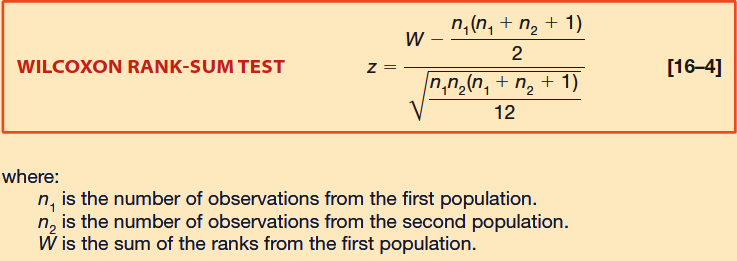 WILCOXON RANK-SUM TEST z = (W − n₁(n₁ + n₂ + 1) / 2) / √(n₁n₂(n₁ + n₂ + 1) / 12) [16–4]
where:
n₁ is the number of observations from the first population.
n₂ is the number of observations from the second population.
W is the sum of the ranks from the first population.